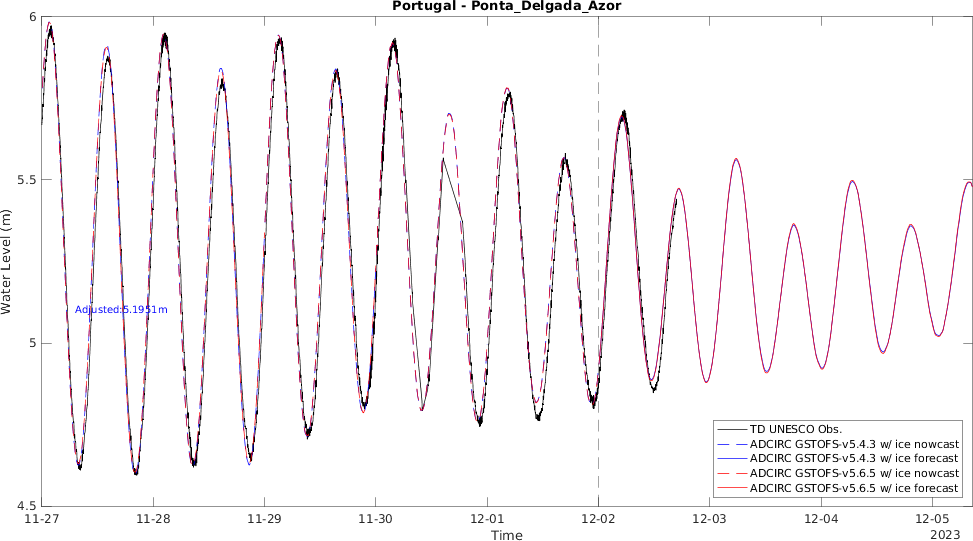 Portugal - Ponta_Delgada_Azor
6
5.5
5
4.5
Water Level (m)
Adjusted:5.1951m
TD UNESCO Obs.
ADCIRC GSTOFS-v5.4.3 w/ ice nowcast
ADCIRC GSTOFS-v5.4.3 w/ ice forecast
ADCIRC GSTOFS-v5.6.5 w/ ice nowcast
ADCIRC GSTOFS-v5.6.5 w/ ice forecast
11-27 11-28 11-29 11-30 12-01 12-02 12-03 12-04 12-05
Time
2023